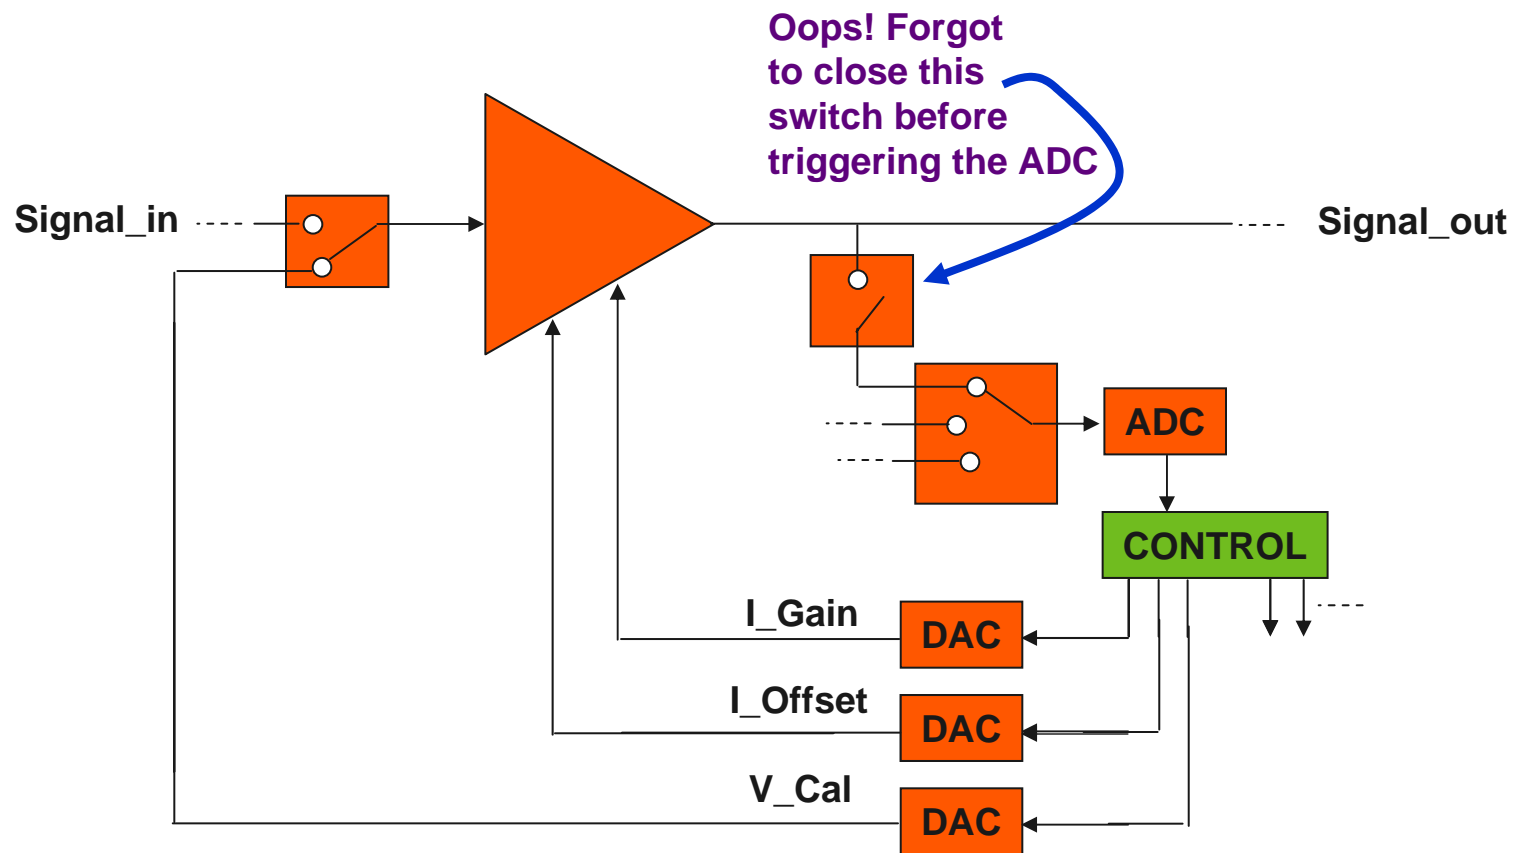 Oops! Forgot
to close this
switch before
triggering the ADC
Signal_in
Signal_out
ADC
CONTROL
I_Gain
DAC
I_Offset
DAC
V_Cal
DAC